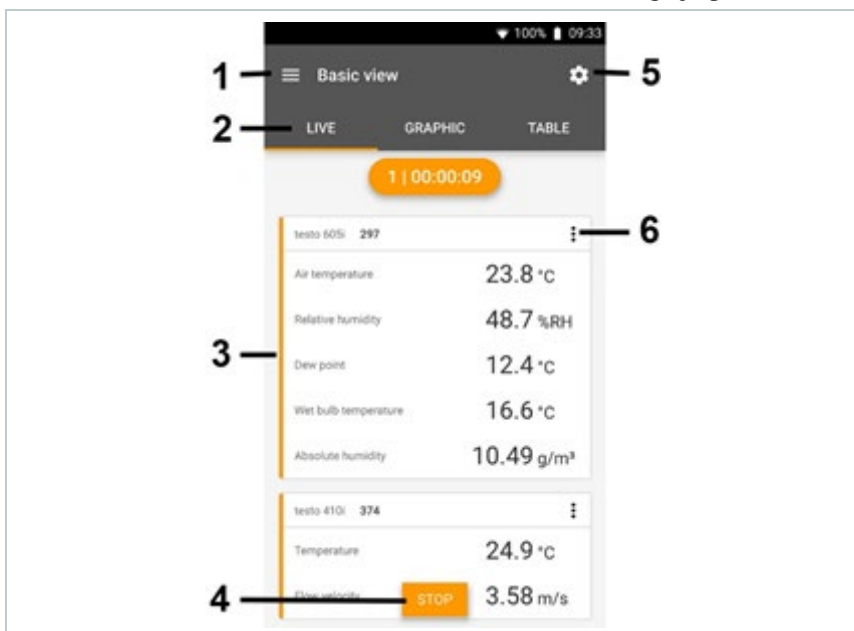 100% 09:33
1 Basic view 5
2 LIVE GRAPHIC TABLE
1 | 00:00:09
testo 605i 297 6
Air temperature 23.8 °C
Relative humidity 48.7 %RH
3
Dew point 12.4 °C
Wet bulb temperature 16.6 °C
Absolute humidity 10.49 g/m³
testo 410i 374
Temperature 24.9 °C
4 Flow velocity STOP 3.58 m/s